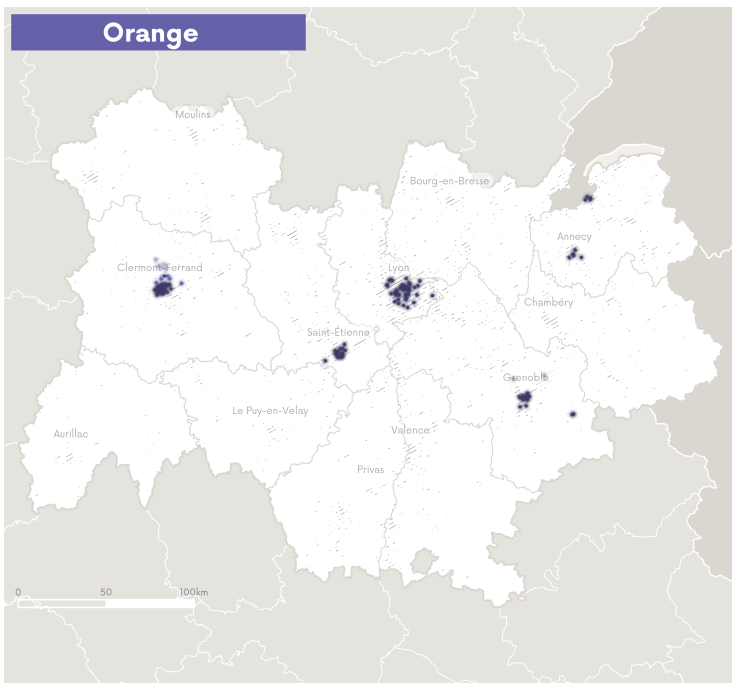 Orange
Moulins
Bourg-en-Bresse
Annecy
Clermont-Ferrand
Lyon
Chambéry
Saint-Étienne
Grenoble
Le Puy-en-Velay
Valence
Aurillac
Privas
0 50 100km